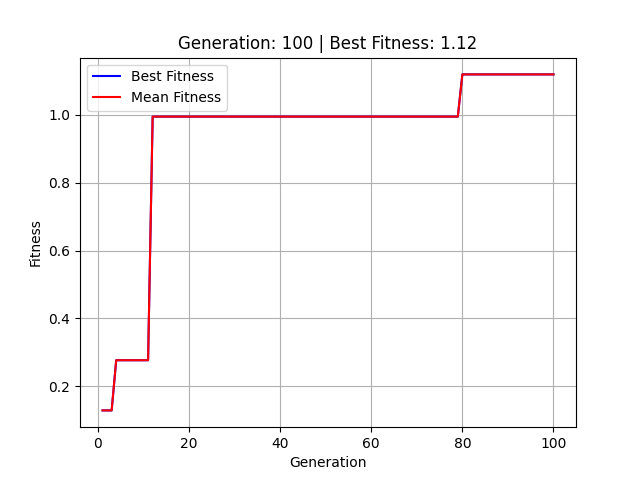 Generation: 100 | Best Fitness: 1.12
Best Fitness
Mean Fitness
1.0
0.8
0.6
0.4
0.2
Fitness
0 20 40 60 80 100
Generation